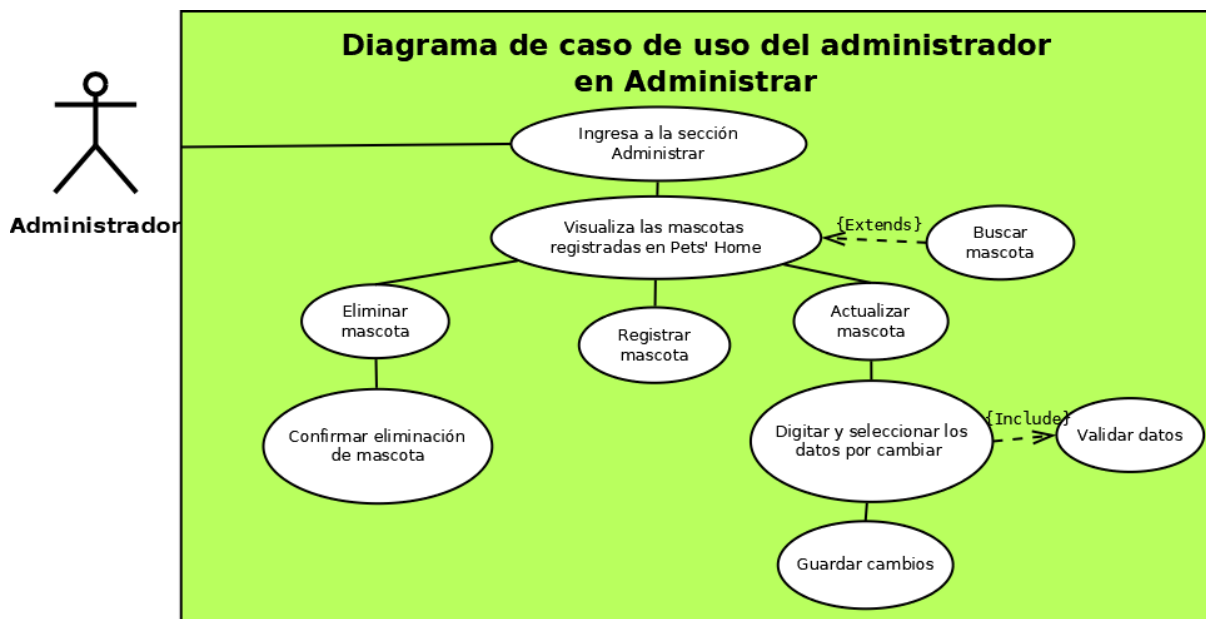 Diagrama de caso de uso del administrador
en Administrar
Administrador
Ingresa a la sección
Administrar
Visualiza las mascotas
registradas en Pets' Home
{Extends}
Buscar
mascota
Eliminar
mascota
Registrar
mascota
Actualizar
mascota
Confirmar eliminación
de mascota
Digitar y seleccionar los
datos por cambiar
{Include}
Validar datos
Guardar cambios